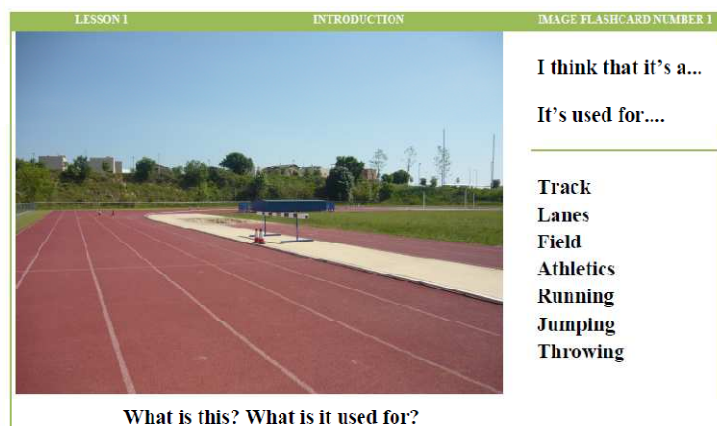 LESSON 1 INTRODUCTION IMAGE FLASHCARD NUMBER 1
I think that it's a...
It's used for....
Track
Lanes
Field
Athletics
Running
Jumping
Throwing
What is this? What is it used for?